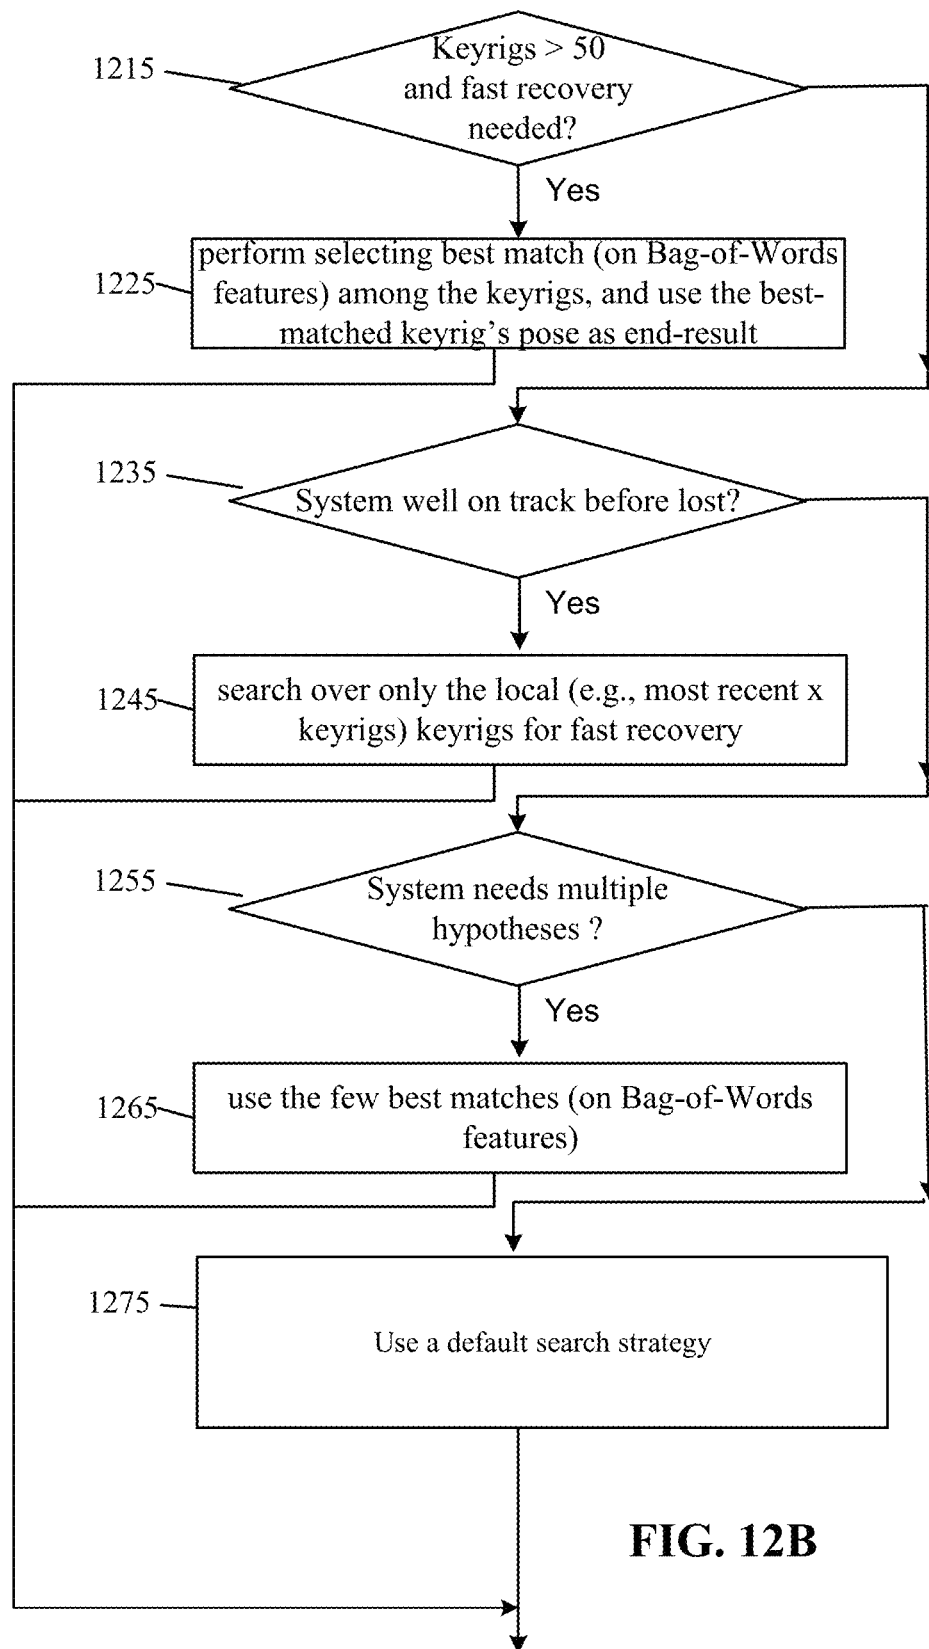 Keyrigs > 50
and fast recovery
needed?
1215
Yes
perform selecting best match (on Bag-of-Words
features) among the keyrigs, and use the best-
matched keyrig's pose as end-result
1225
System well on track before lost?
1235
Yes
search over only the local (e.g., most recent x
keyrigs) keyrigs for fast recovery
1245
System needs multiple
hypotheses ?
1255
Yes
use the few best matches (on Bag-of-Words
features)
1265
1275
Use a default search strategy
FIG. 12B